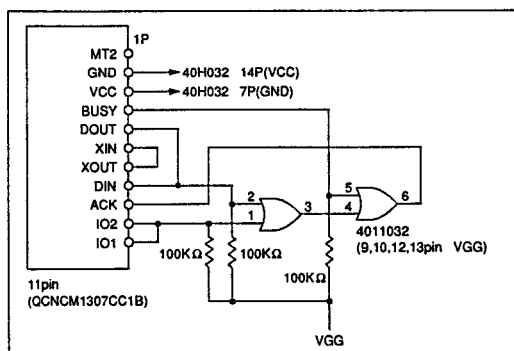 1P
MT2
GND 40H032 14P(VCC)
VCC 40H032 7P(GND)
BUSY
DOUT
XIN
XOUT
DIN
ACK
IO2
IO1
2
1
3
5
4
6
4011032
(9,10,12,13pin VGG)
100KΩ 100KΩ
100KΩ
11pin
(QCNCM1307CC1B)
VGG